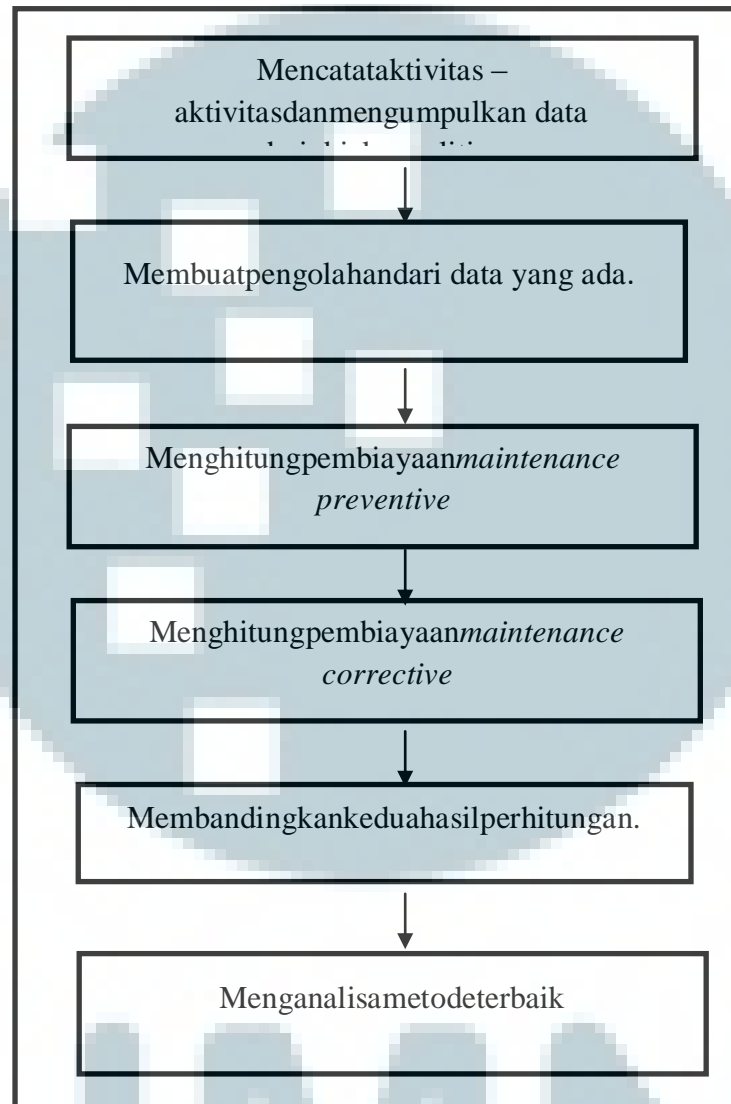 Mencatataktivitas –
aktivitasdanmengumpulkan data
Membuatpengolahandari data yang ada.
Menghitungpembiayaanmaintenance
preventive
Menghitungpembiayaanmaintenance
corrective
Membandingkankeduahasilperhitungan.
Menganalisametodeterbaik